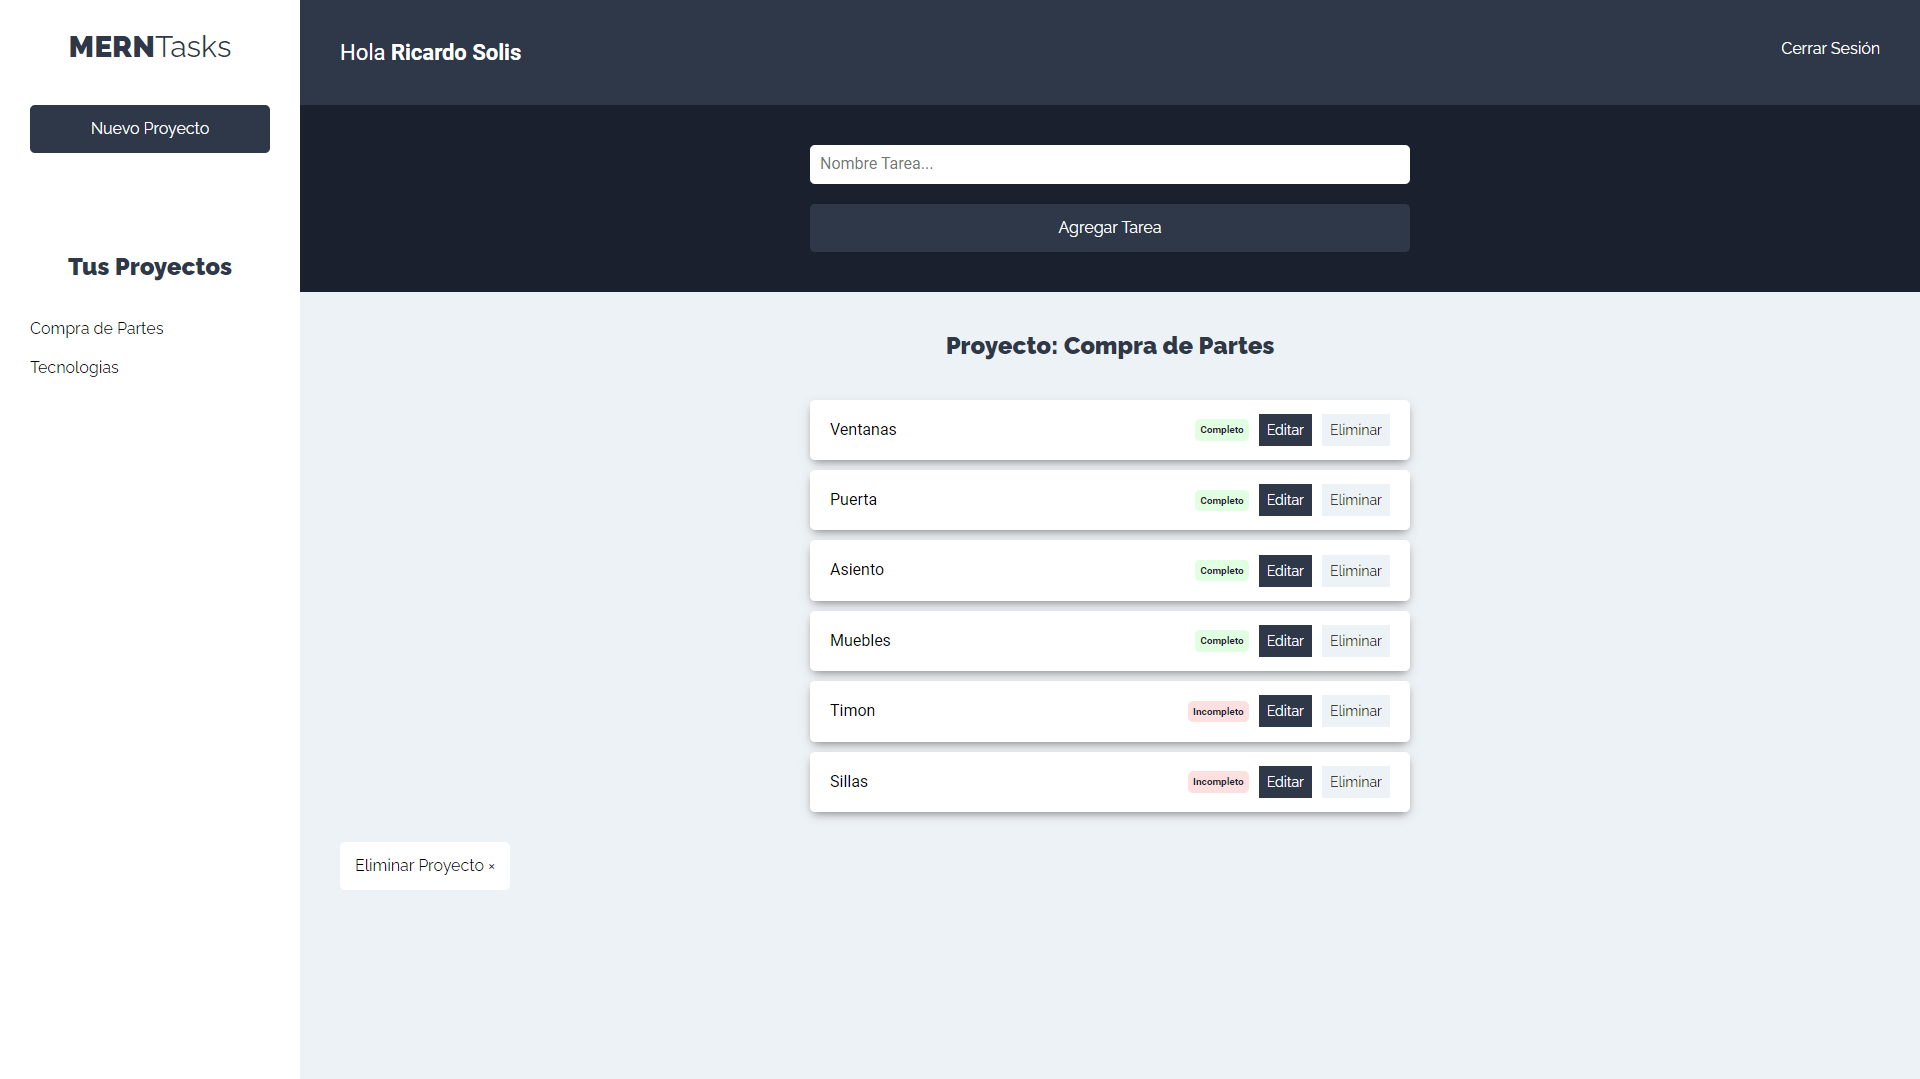 MERNTasks
Nuevo Proyecto
Tus Proyectos
Compra de Partes
Tecnologias
Hola Ricardo Solis
Cerrar Sesión
Nombre Tarea...
Agregar Tarea
Proyecto: Compra de Partes
Ventanas Completo Editar Eliminar
Puerta Completo Editar Eliminar
Asiento Completo Editar Eliminar
Muebles Completo Editar Eliminar
Timon Incompleto Editar Eliminar
Sillas Incompleto Editar Eliminar
Eliminar Proyecto ×